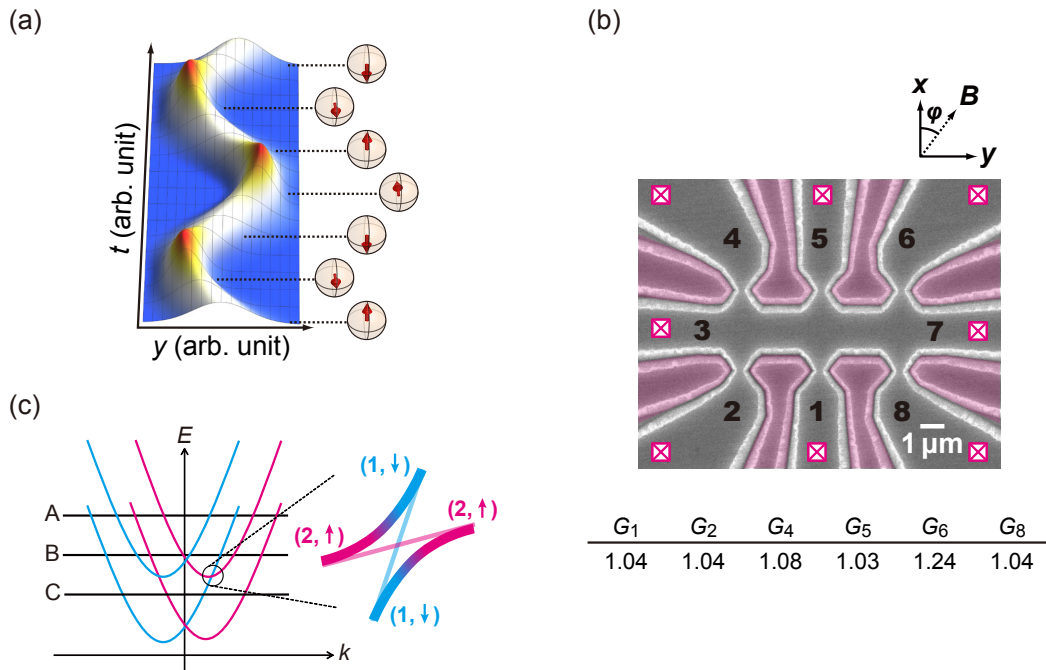 (a)
t (arb. unit)
y (arb. unit)
(b)
x
B
φ
y
4
5
6
3
7
2
1
8
1 μm
G1 G2 G4 G5 G6 G8
1.04 1.04 1.08 1.03 1.24 1.04
(c)
E
A
B
C
k
(1, ↓)
(2, ↑)
(2, ↑)
(1, ↓)